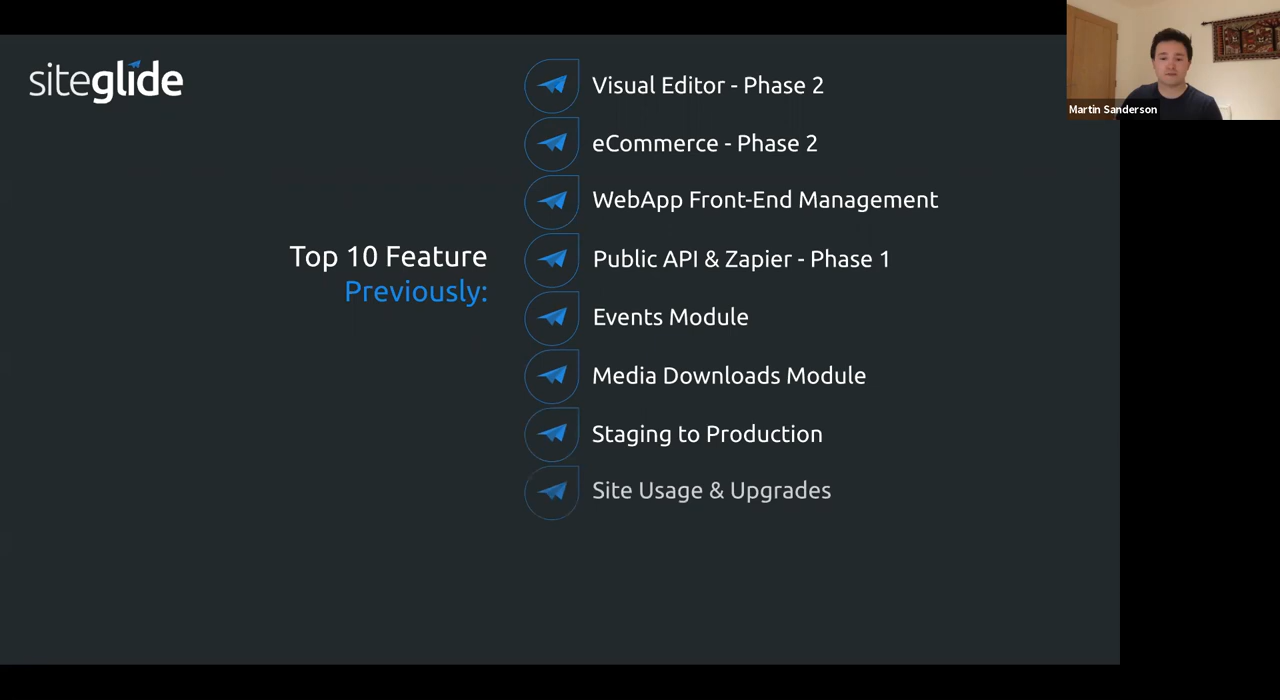 siteglide
Top 10 Feature
Previously:
Visual Editor - Phase 2
eCommerce - Phase 2
WebApp Front-End Management
Public API & Zapier - Phase 1
Events Module
Media Downloads Module
Staging to Production
Site Usage & Upgrades
Martin Sanderson